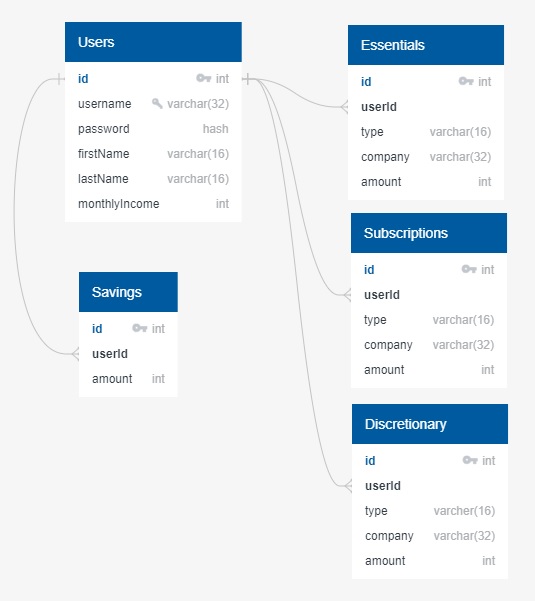 Users
id int
username varchar(32)
password hash
firstName varchar(16)
lastName varchar(16)
monthlyIncome int
Savings
id int
userId
amount int
Essentials
id int
userId
type varchar(16)
company varchar(32)
amount int
Subscriptions
id int
userId
type varchar(16)
company varchar(32)
amount int
Discretionary
id int
userId
type varcher(16)
company varchar(32)
amount int